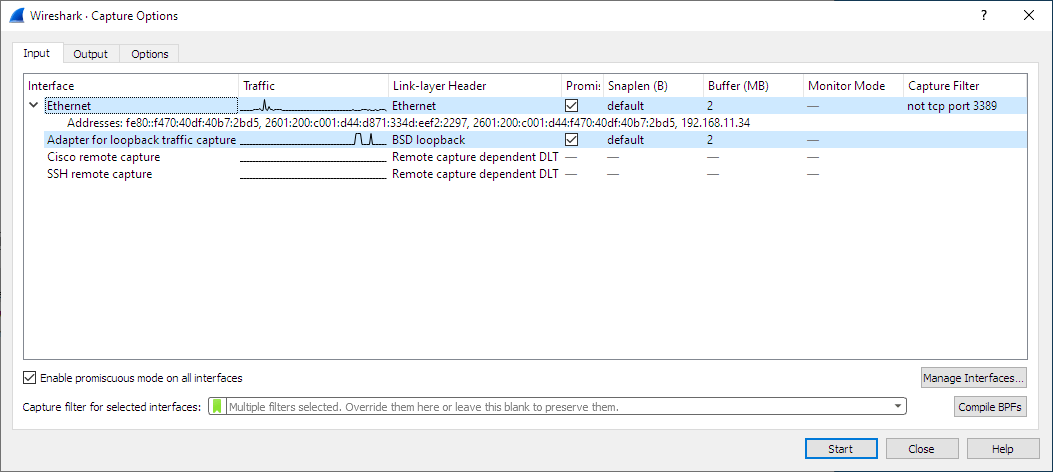 Wireshark · Capture Options
? ×
Input Output Options
Interface Traffic Link-layer Header Promis Snaplen (B) Buffer (MB) Monitor Mode Capture Filter
Ethernet Ethernet default 2 — not tcp port 3389
Addresses: fe80::f470:40df:40b7:2bd5, 2601:200:c001:d44:d871:334d:eef2:2297, 2601:200:c001:d44:f470:40df:40b7:2bd5, 192.168.11.34
Adapter for loopback traffic capture BSD loopback default 2 —
Cisco remote capture Remote capture dependent DLT — — — —
SSH remote capture Remote capture dependent DLT — — — —
Enable promiscuous mode on all interfaces Manage Interfaces...
Capture filter for selected interfaces: Multiple filters selected. Override them here or leave this blank to preserve them. Compile BPFs
Start Close Help